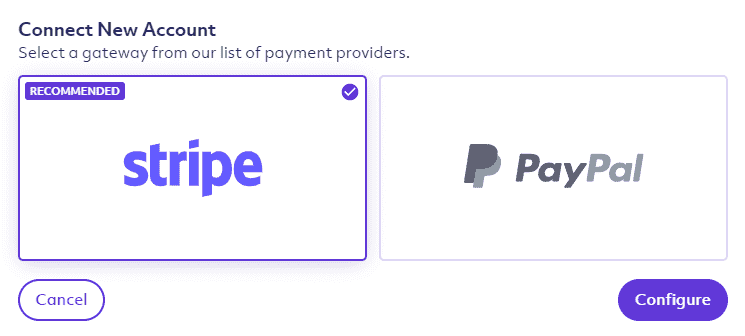 Connect New Account
Select a gateway from our list of payment providers.
RECOMMENDED
stripe
PayPal
Cancel
Configure